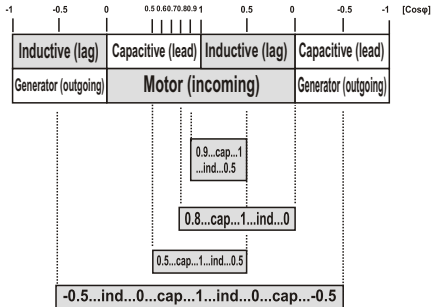 -1 -0.5 0 0.5 0.6 0.7 0.8 0.9 1 0.5 0 -0.5 -1 [Cosφ]
Inductive (lag) Capacitive (lead) Inductive (lag) Capacitive (lead)
Generator (outgoing) Motor (incoming) Generator (outgoing)
0.9...cap...1
...ind...0.5
0.8...cap...1...ind...0
0.5...cap...1...ind...0.5
-0.5...ind...0...cap...1...ind...0...cap...-0.5